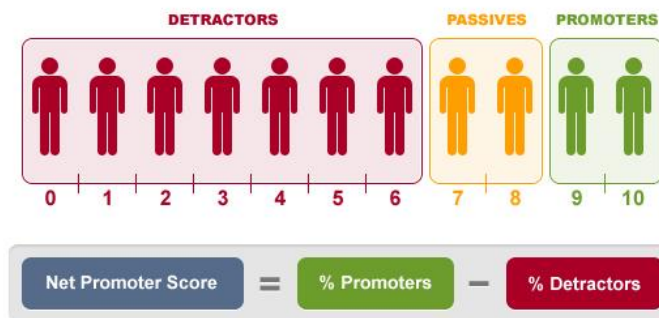 DETRACTORS PASSIVES PROMOTERS
0 1 2 3 4 5 6 7 8 9 10
Net Promoter Score = % Promoters − % Detractors